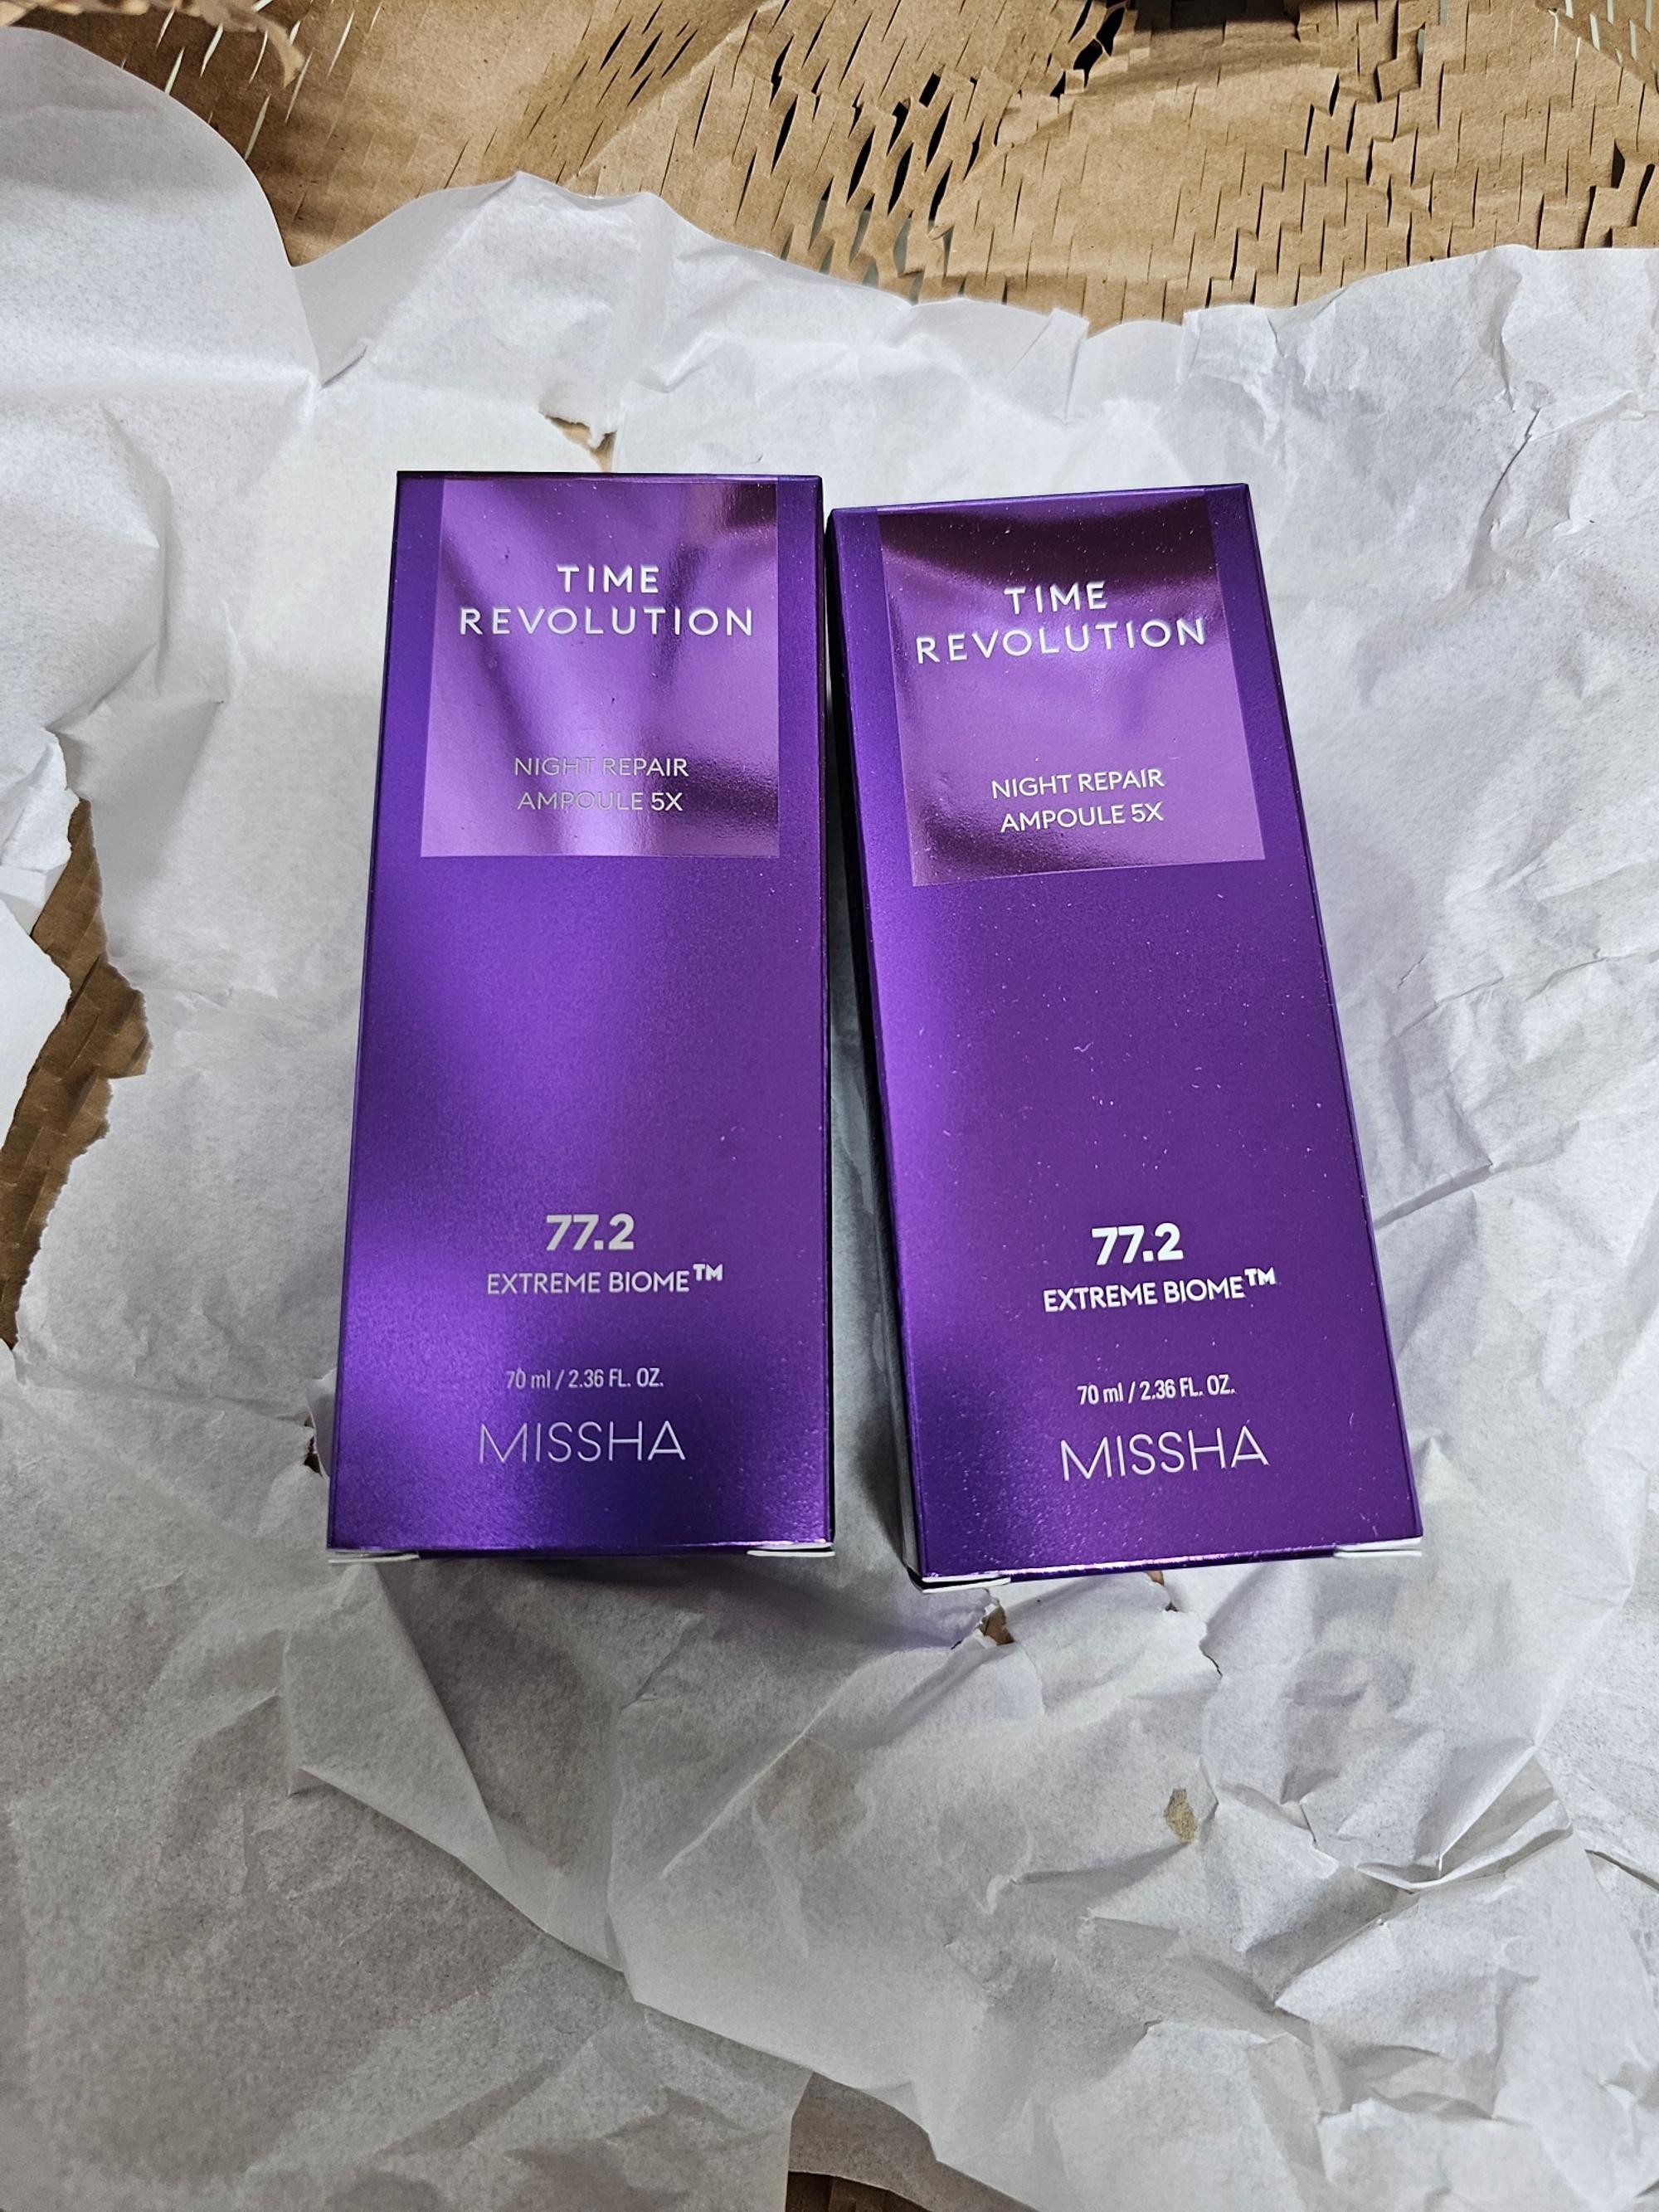 TIME
REVOLUTION
NIGHT REPAIR
AMPOULE 5X
77.2
EXTREME BIOME™
70 ml / 2.36 FL. OZ.
MISSHA
TIME
REVOLUTION
NIGHT REPAIR
AMPOULE 5X
77.2
EXTREME BIOME™
70 ml / 2.36 FL. OZ.
MISSHA